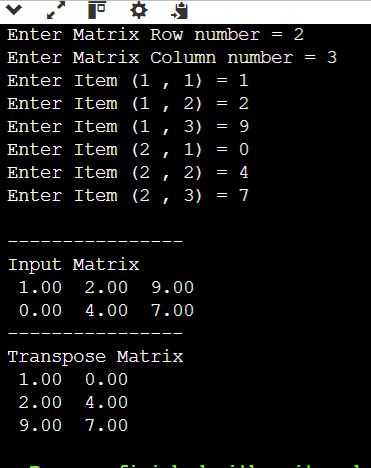 Enter Matrix Row number = 2
Enter Matrix Column number = 3
Enter Item (1 , 1) = 1
Enter Item (1 , 2) = 2
Enter Item (1 , 3) = 9
Enter Item (2 , 1) = 0
Enter Item (2 , 2) = 4
Enter Item (2 , 3) = 7
----------------
Input Matrix
1.00 2.00 9.00
0.00 4.00 7.00
----------------
Transpose Matrix
1.00 0.00
2.00 4.00
9.00 7.00